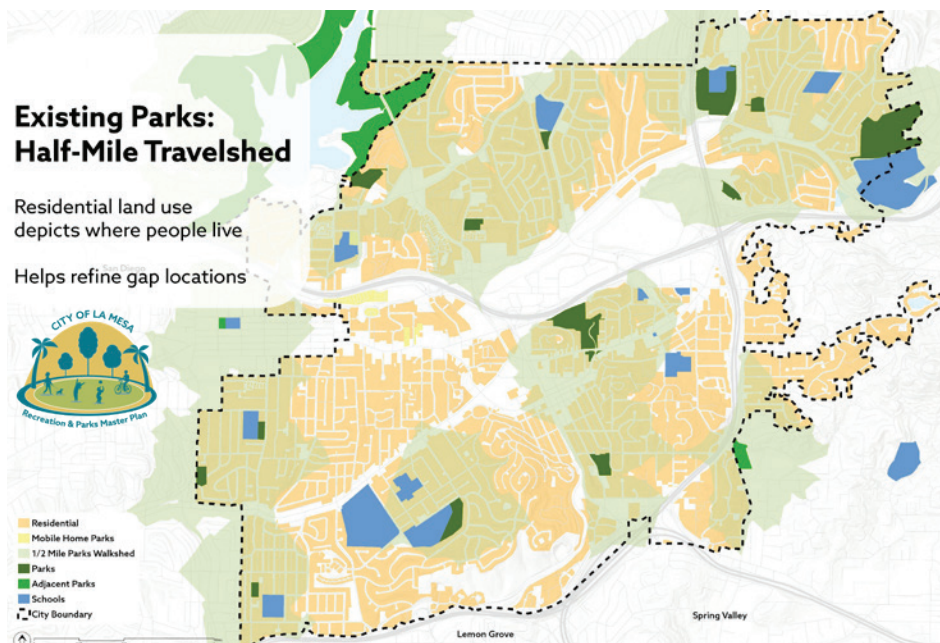 Existing Parks:
Half-Mile Travelshed
Residential land use
depicts where people live
San Diego
Helps refine gap locations
CITY OF LA MESA
Recreation & Parks Master Plan
Residential
Mobile Home Parks
1/2 Mile Parks Walkshed
Parks
Adjacent Parks
Schools
City Boundary
Spring Valley
Lemon Grove